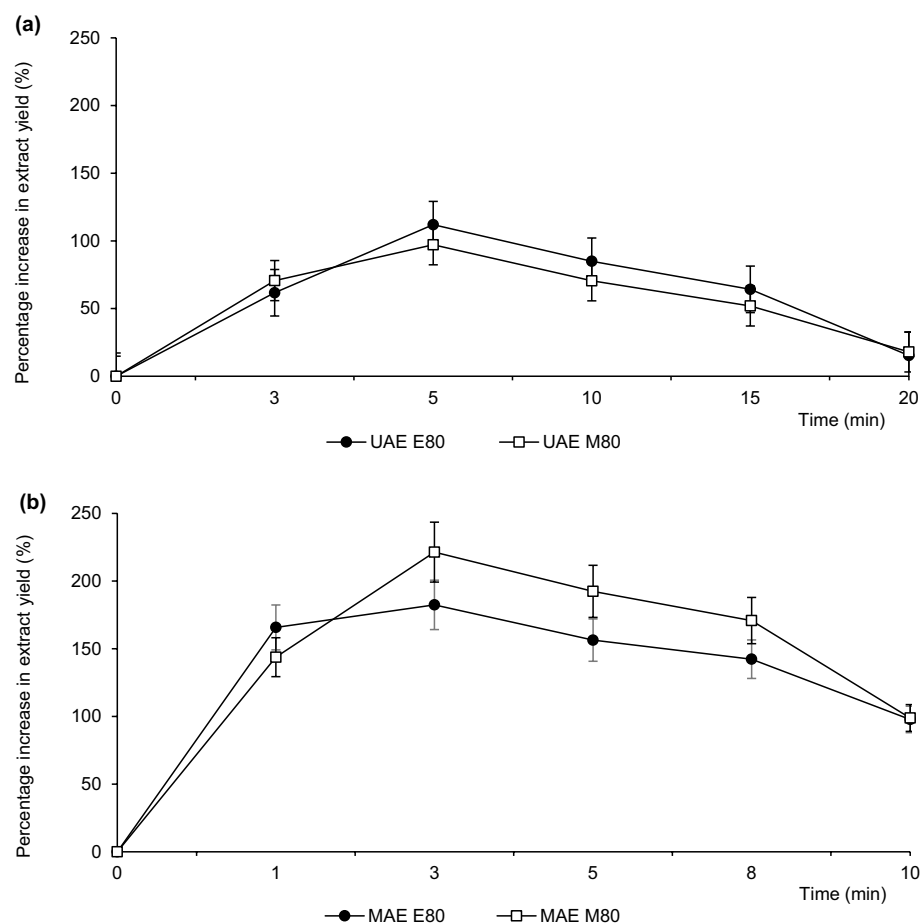 (a)
Percentage increase in extract yield (%)
250
200
150
100
50
0
0 3 5 10 15 20
Time (min)
UAE E80 UAE M80
(b)
Percentage increase in extract yield (%)
250
200
150
100
50
0
0 1 3 5 8 10
Time (min)
MAE E80 MAE M80